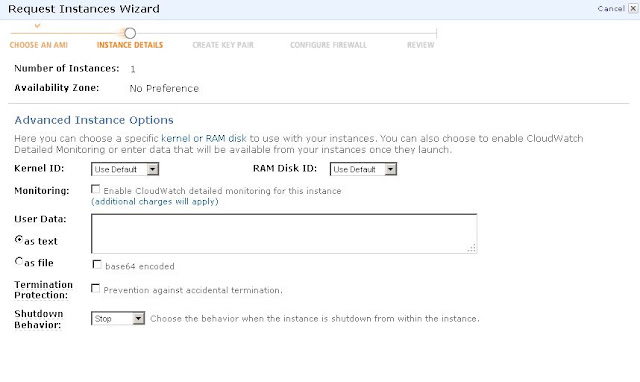 Request Instances Wizard
Cancel
CHOOSE AN AMI INSTANCE DETAILS CREATE KEY PAIR CONFIGURE FIREWALL REVIEW
Number of Instances: 1
Availability Zone: No Preference
Advanced Instance Options
Here you can choose a specific kernel or RAM disk to use with your instances. You can also choose to enable CloudWatch
Detailed Monitoring or enter data that will be available from your instances once they launch.
Kernel ID: Use Default RAM Disk ID: Use Default
Monitoring: Enable CloudWatch detailed monitoring for this instance
(additional charges will apply)
User Data:
as text
as file base64 encoded
Termination
Protection: Prevention against accidental termination.
Shutdown
Behavior: Stop Choose the behavior when the instance is shutdown from within the instance.